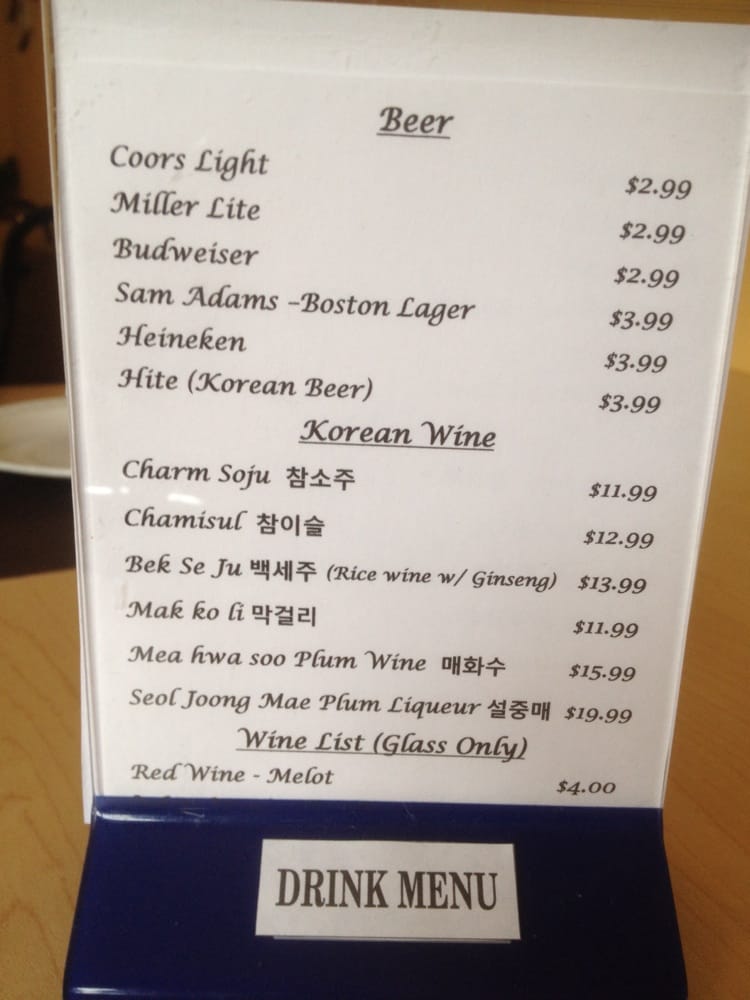 Beer
Coors Light $2.99
Miller Lite $2.99
Budweiser $2.99
Sam Adams -Boston Lager $3.99
Heineken $3.99
Hite (Korean Beer) $3.99
Korean Wine
Charm Soju 참소주 $11.99
Chamisul 참이슬 $12.99
Bek Se Ju 백세주 (Rice wine w/ Ginseng) $13.99
Mak ko li 막걸리 $11.99
Mea hwa soo Plum Wine 매화수 $15.99
Seol Joong Mae Plum Liqueur 설중매 $19.99
Wine List (Glass Only)
Red Wine - Melot $4.00
DRINK MENU